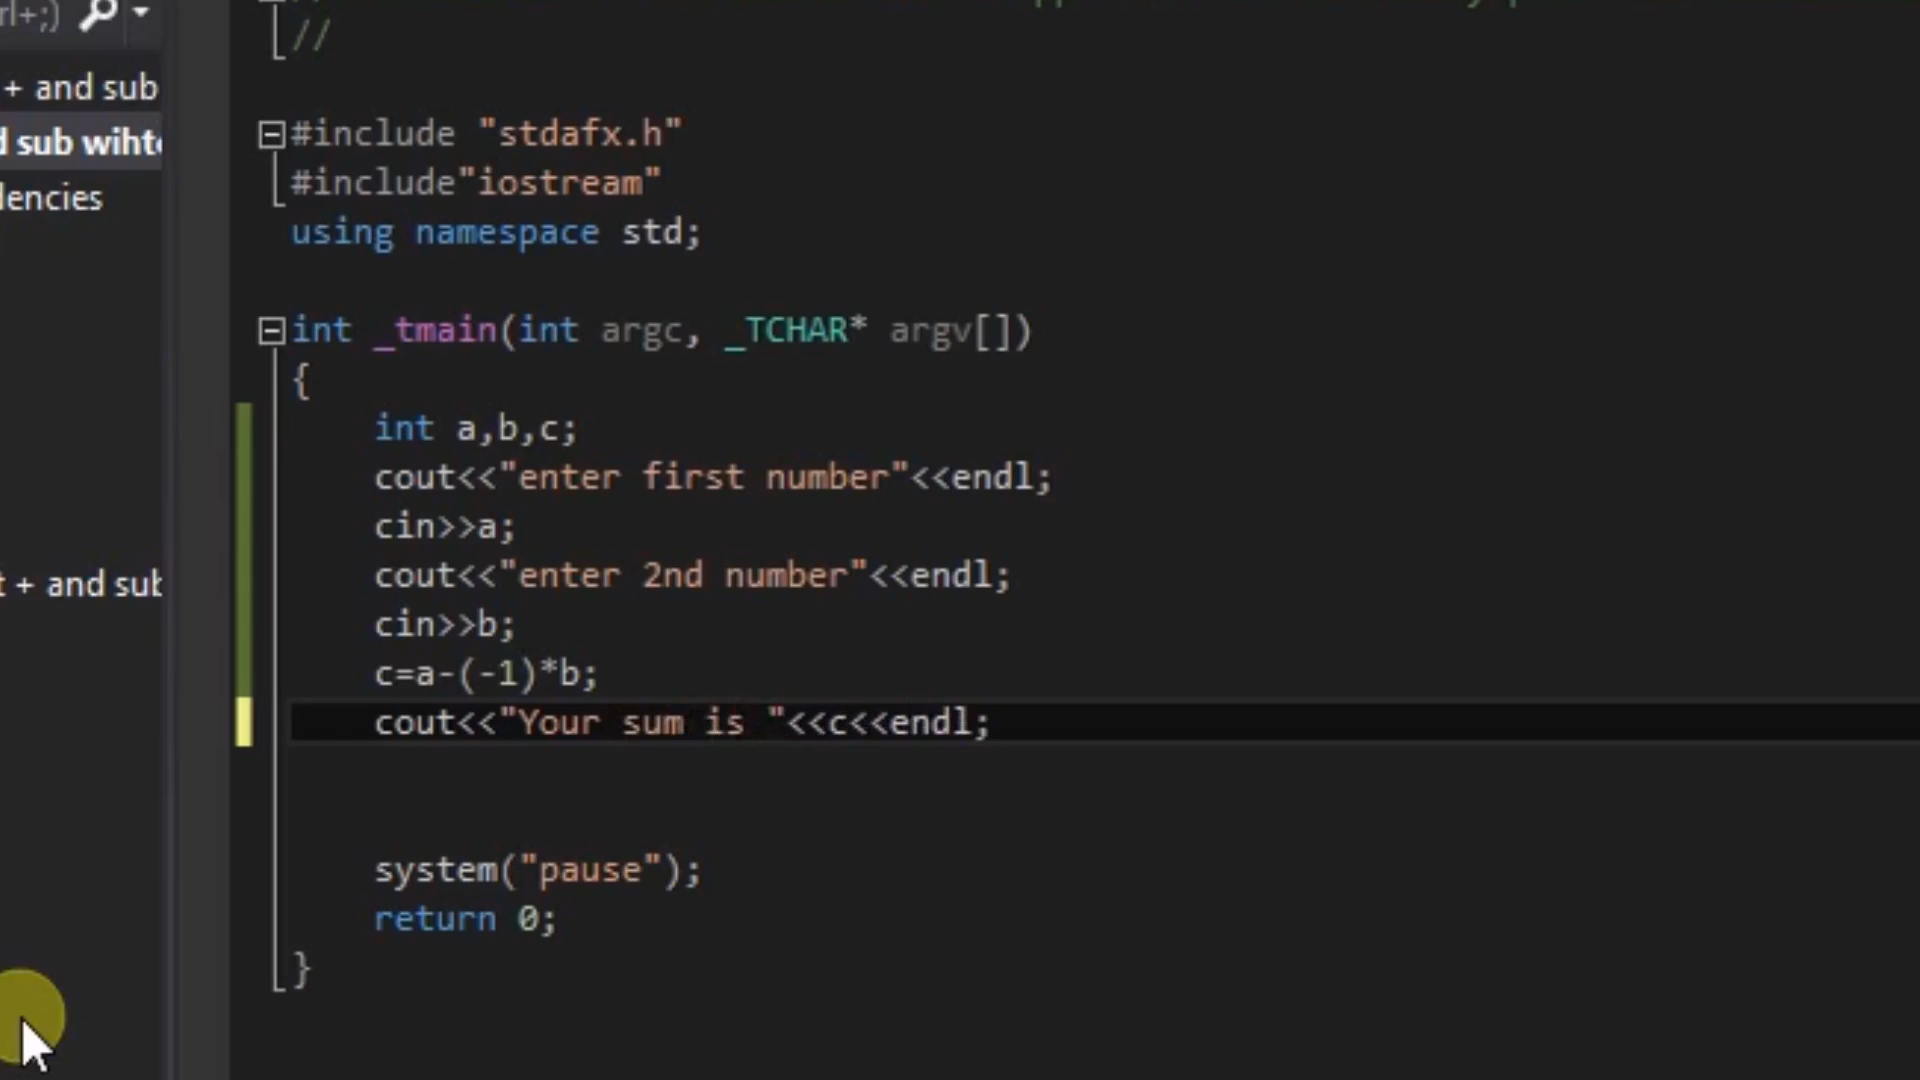 rl+;)
//
+ and sub
#include "stdafx.h"
d sub wiht
#include"iostream"
dencies
using namespace std;
int _tmain(int argc, _TCHAR* argv[])
{
int a,b,c;
cout<<"enter first number"<<endl;
cin>>a;
cout<<"enter 2nd number"<<endl;
t + and sub
cin>>b;
c=a-(-1)*b;
cout<<"Your sum is "<<c<<endl;
system("pause");
return 0;
}